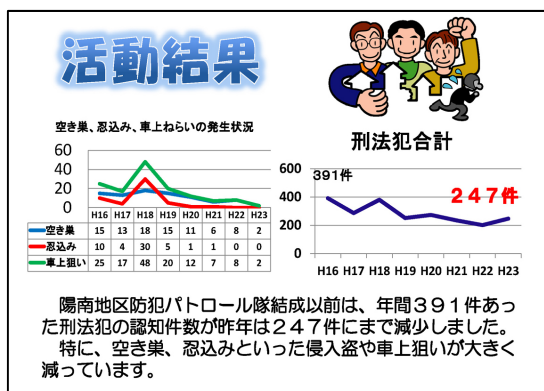 活動結果
空き巣、忍込み、車上ねらいの発生状況
60
40
20
0
H16 H17 H18 H19 H20 H21 H22 H23
空き巣 15 13 18 15 11 6 8 2
忍込み 10 4 30 5 1 1 0 0
車上狙い 25 17 48 20 12 7 8 2
刑法犯合計
600
400
200
0
391件
247件
H16 H17 H18 H19 H20 H21 H22 H23
陽南地区防犯パトロール隊結成以前は、年間391件あっ
た刑法犯の認知件数が昨年は247件にまで減少しました。
特に、空き巣、忍込みといった侵入盗や車上狙いが大きく
減っています。